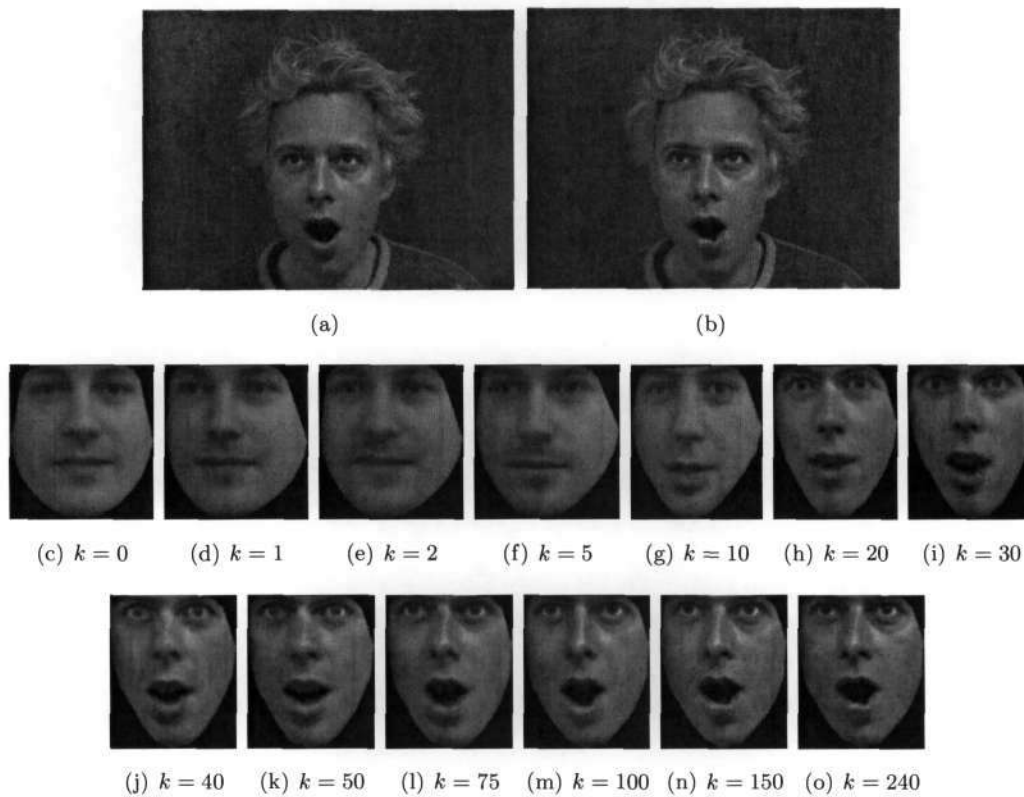 (a) (b)
(c) k = 0 (d) k = 1 (e) k = 2 (f) k = 5 (g) k = 10 (h) k = 20 (i) k = 30
(j) k = 40 (k) k = 50 (l) k = 75 (m) k = 100 (n) k = 150 (o) k = 240